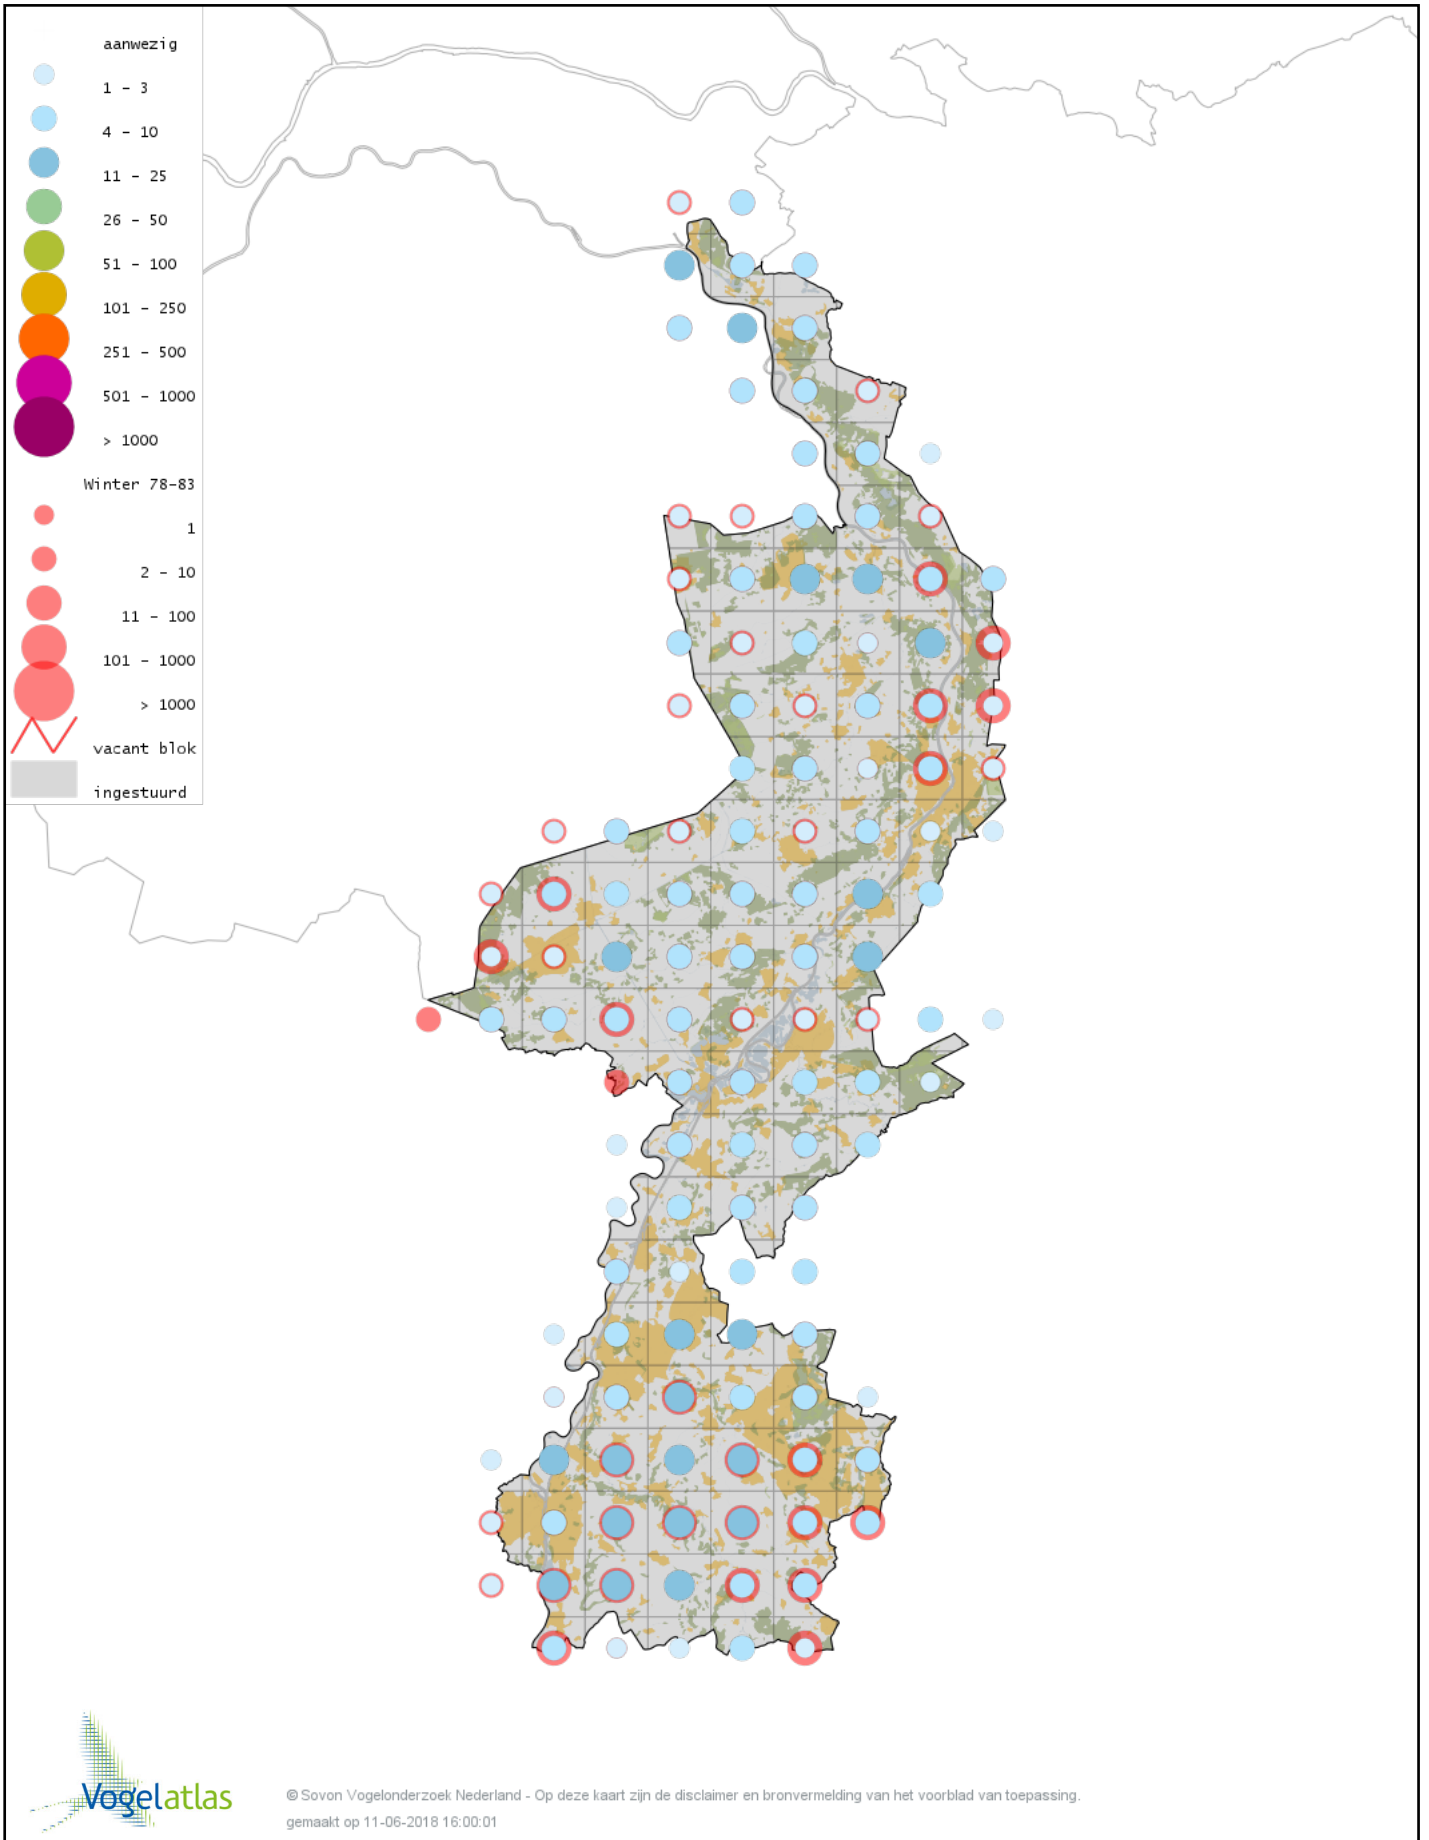 aanwezig
1 - 3
4 - 10
11 - 25
26 - 50
51 - 100
101 - 250
251 - 500
501 - 1000
> 1000
Winter 78-83
1
2 - 10
11 - 100
101 - 1000
> 1000
vacant blok
ingestuurd
Vogelatlas
© Sovon Vogelonderzoek Nederland - Op deze kaart zijn de disclaimer en bronvermelding van het voorblad van toepassing.
gemaakt op 11-06-2018 16:00:01